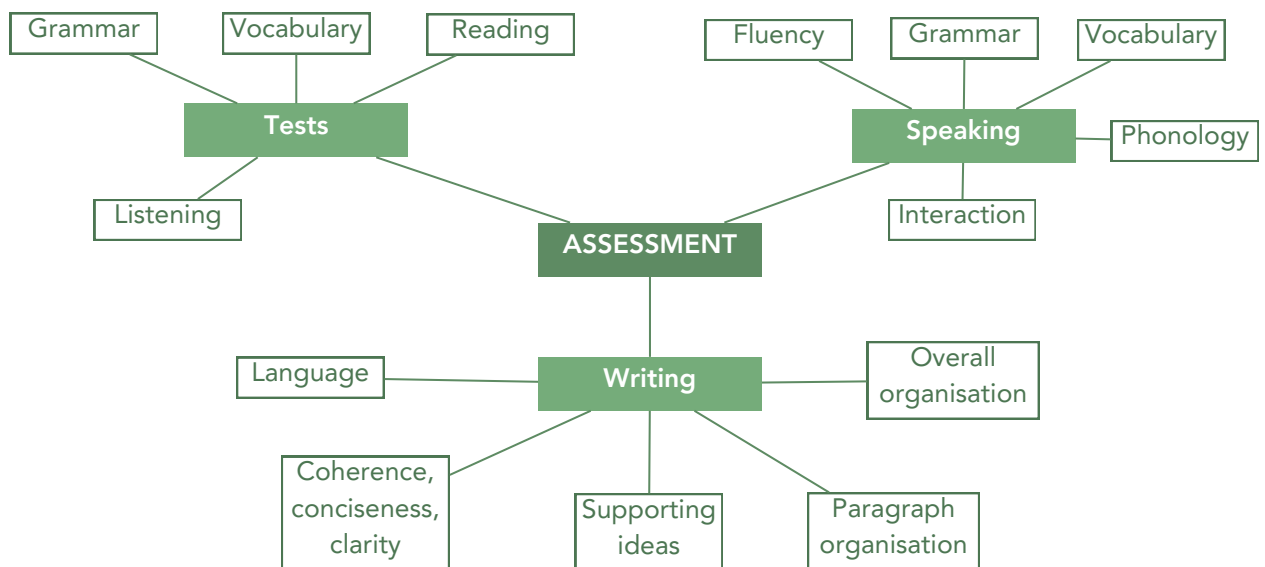 Grammar
Vocabulary
Reading
Tests
Listening
Fluency
Grammar
Vocabulary
Speaking
Phonology
Interaction
ASSESSMENT
Writing
Language
Overall
organisation
Coherence,
conciseness,
clarity
Supporting
ideas
Paragraph
organisation